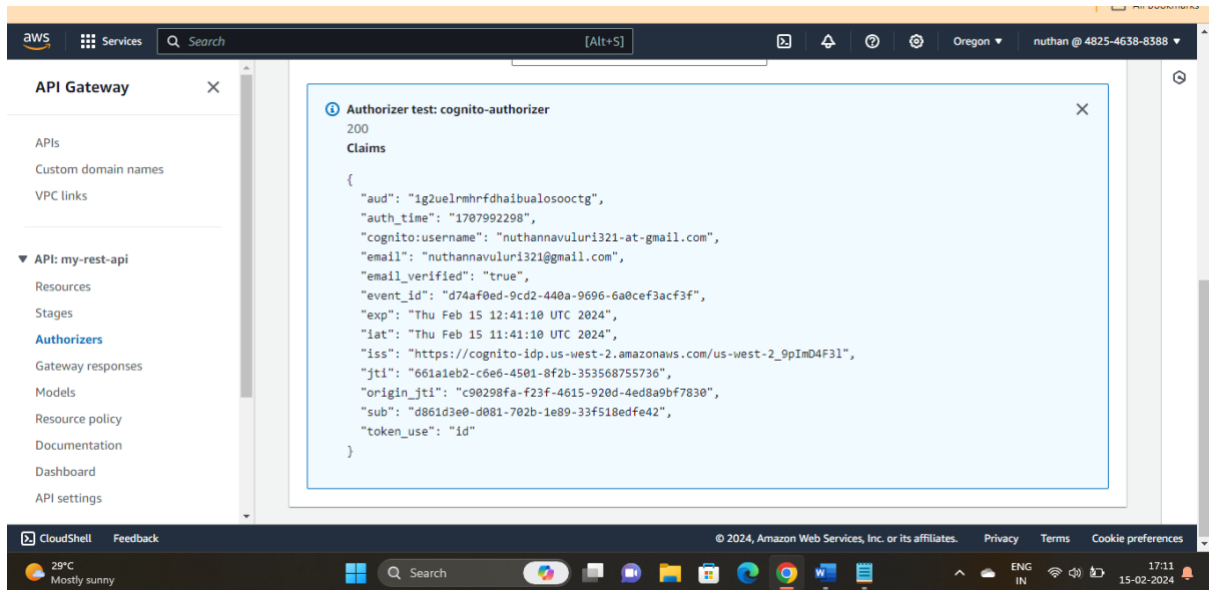 All Bookmarks
aws Services Search [Alt+S] Oregon ▼ nuthan @ 4825-4638-8388 ▼
API Gateway
APIs
Custom domain names
VPC links
▼ API: my-rest-api
Resources
Stages
Authorizers
Gateway responses
Models
Resource policy
Documentation
Dashboard
API settings
Authorizer test: cognito-authorizer
200
Claims
{
"aud": "1g2uelrmhrfdhaibualosooctg",
"auth_time": "1707992298",
"cognito:username": "nuthannavuluri321-at-gmail.com",
"email": "nuthannavuluri321@gmail.com",
"email_verified": "true",
"event_id": "d74af0ed-9cd2-440a-9696-6a0cef3acf3f",
"exp": "Thu Feb 15 12:41:10 UTC 2024",
"iat": "Thu Feb 15 11:41:10 UTC 2024",
"iss": "https://cognito-idp.us-west-2.amazonaws.com/us-west-2_9pImD4F3l",
"jti": "661a1eb2-c6e6-4501-8f2b-353568755736",
"origin_jti": "c90298fa-f23f-4615-920d-4ed8a9bf7830",
"sub": "d861d3e0-d081-702b-1e89-33f518edfe42",
"token_use": "id"
}
CloudShell Feedback © 2024, Amazon Web Services, Inc. or its affiliates. Privacy Terms Cookie preferences
29°C
Mostly sunny
Search
ENG
IN
17:11
15-02-2024